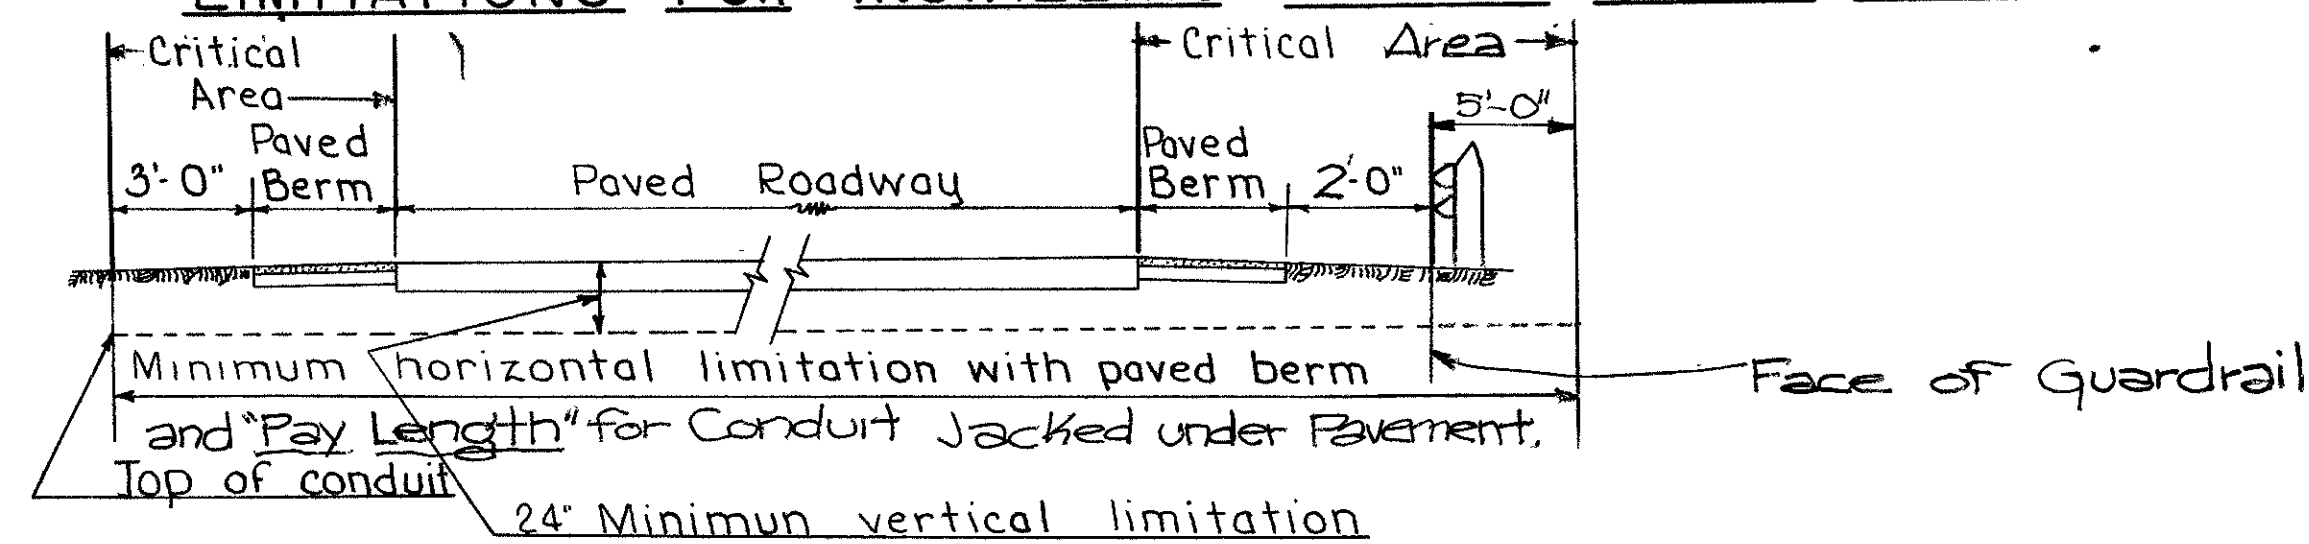 LIMITATIONS FOR
Critical
Area
Critical Area
5'-0"
3'-0"
Paved
Berm
Paved Roadway
Paved
Berm
2'-0"
Minimum horizontal limitation with paved berm
and "Pay Length" for Conduit Jacked under Pavement.
Face of Guardrail
Top of conduit
24" Minimun vertical limitation